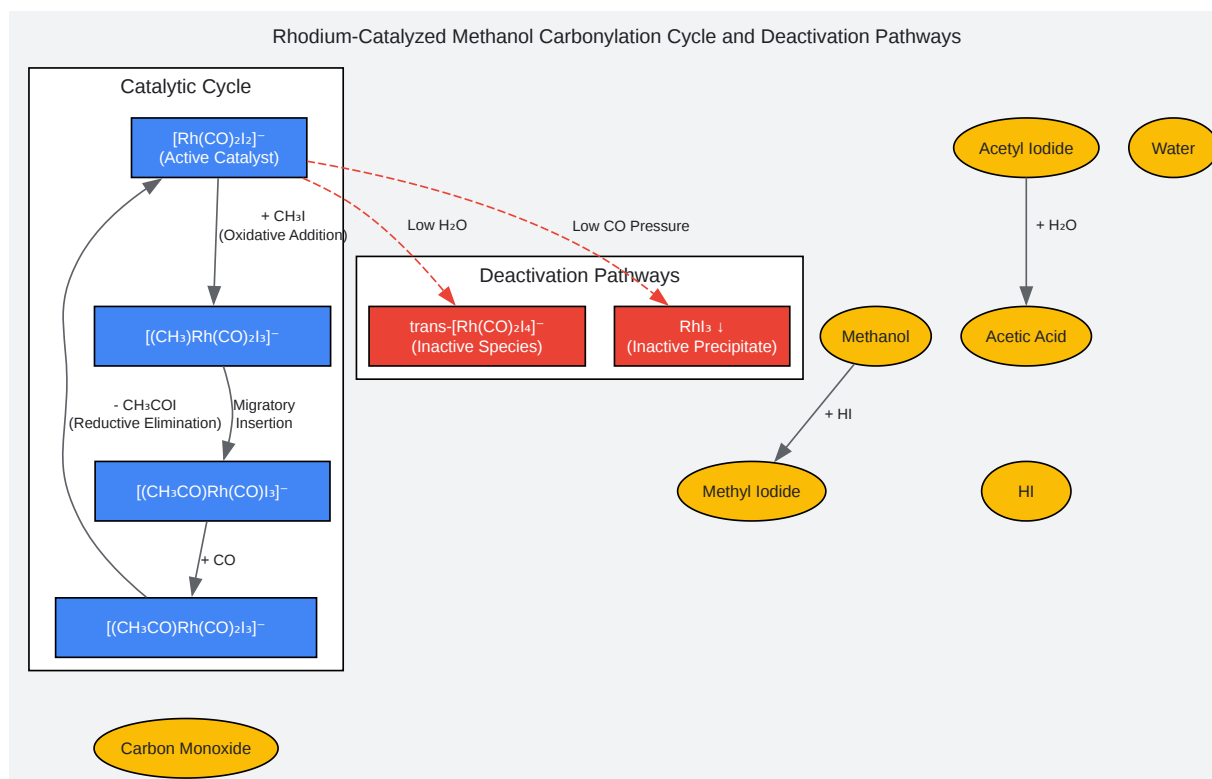 Rhodium-Catalyzed Methanol Carbonylation Cycle and Deactivation Pathways
Catalytic Cycle
[Rh(CO)₂I₂]⁻
(Active Catalyst)
+ CH₃I
(Oxidative Addition)
[(CH₃)Rh(CO)₂I₃]⁻
- CH₃COI
(Reductive Elimination)
Migratory
Insertion
[(CH₃CO)Rh(CO)I₃]⁻
+ CO
[(CH₃CO)Rh(CO)₂I₃]⁻
Low H₂O
Low CO Pressure
Deactivation Pathways
trans-[Rh(CO)₂I₄]⁻
(Inactive Species)
RhI₃ ↓
(Inactive Precipitate)
Acetyl Iodide
Water
+ H₂O
Methanol
Acetic Acid
+ HI
Methyl Iodide
HI
Carbon Monoxide